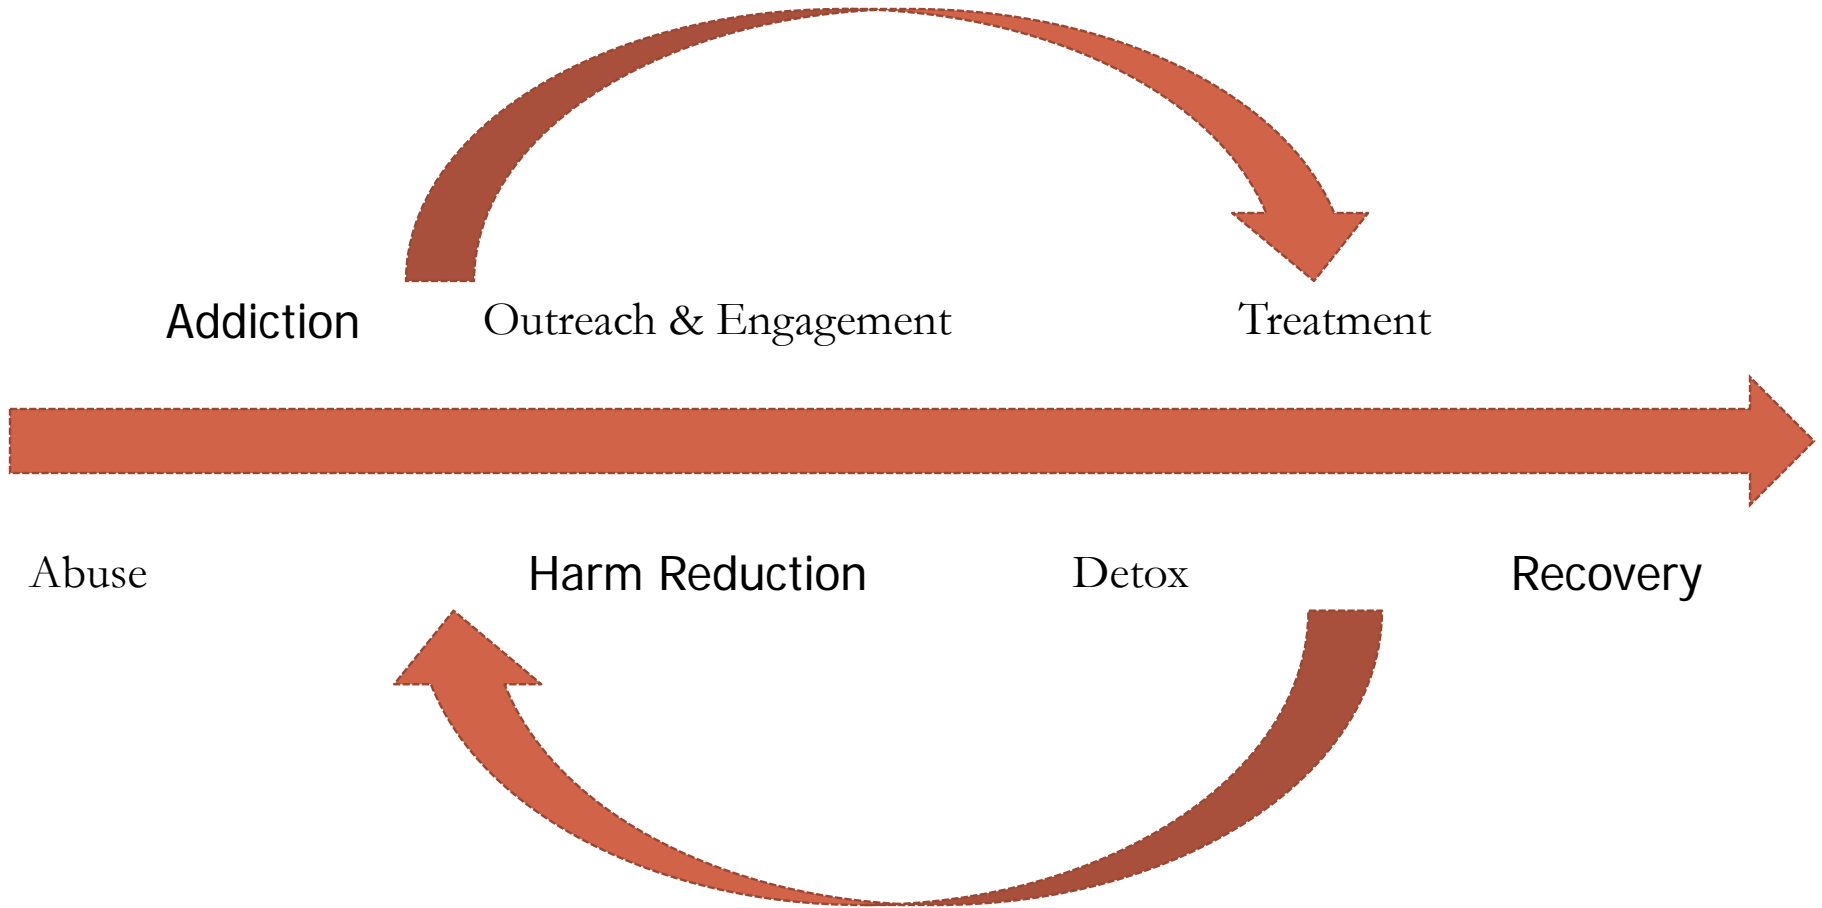 Addiction
Outreach & Engagement
Treatment
Abuse
Harm Reduction
Detox
Recovery